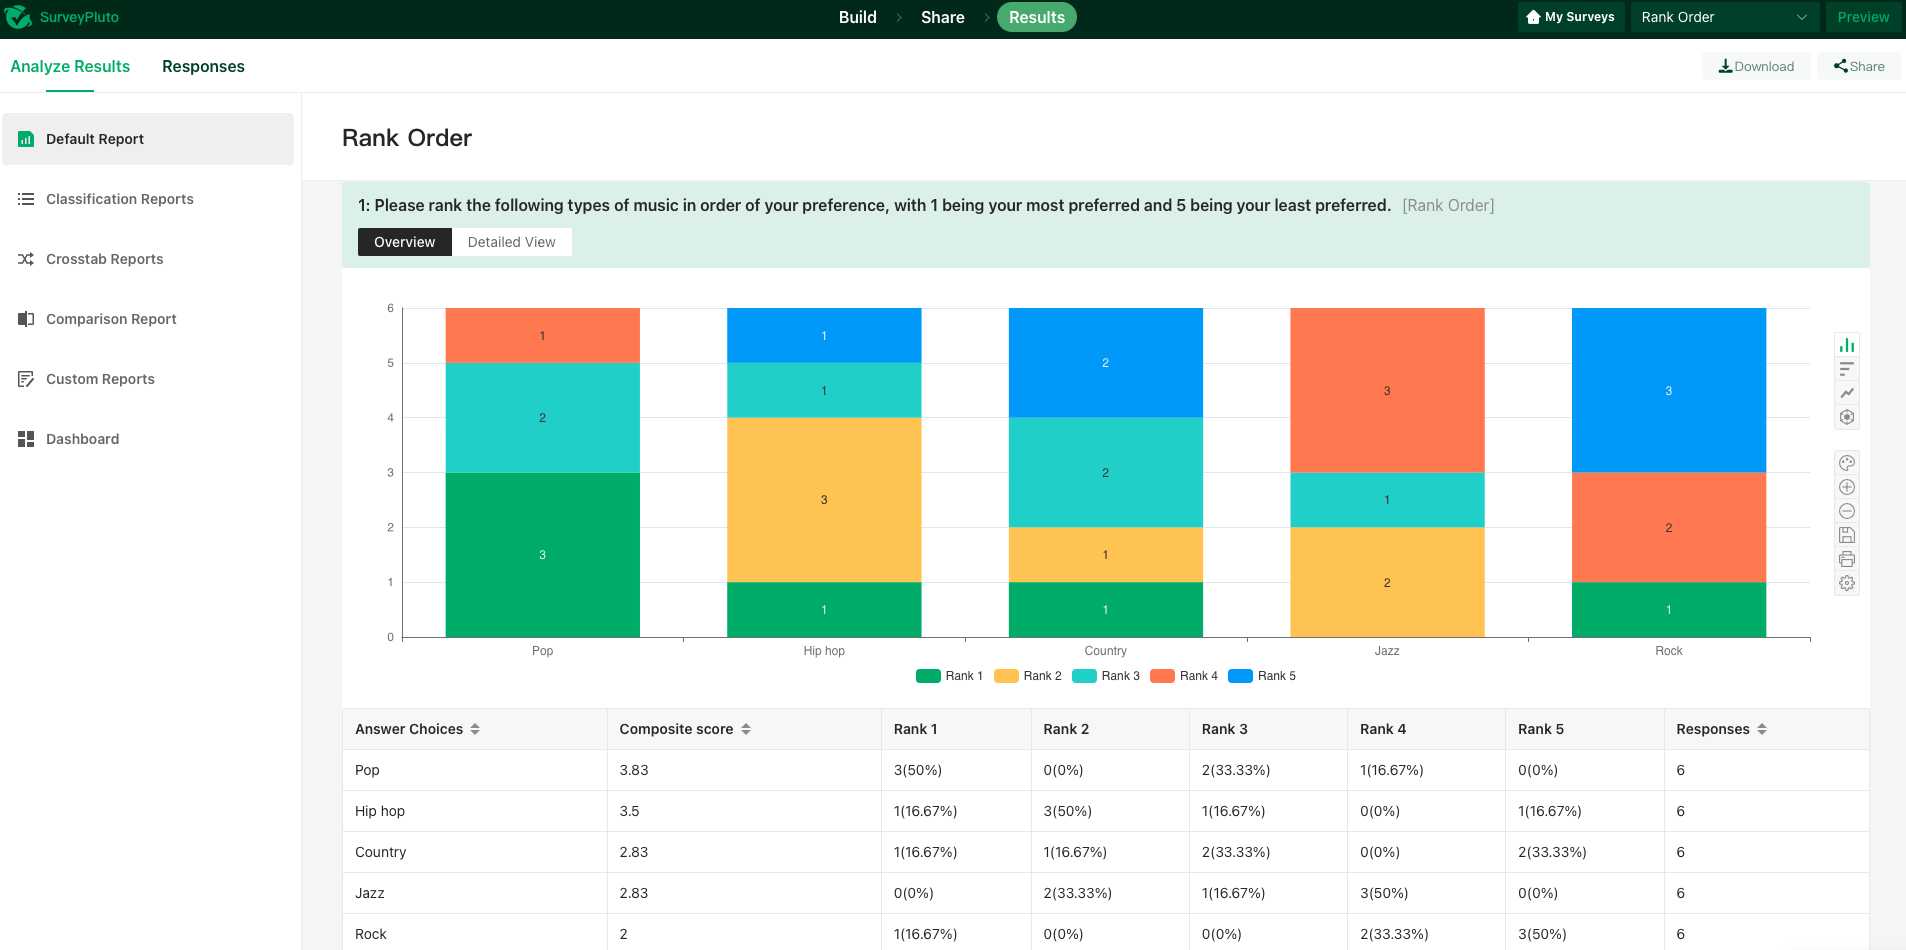 SurveyPluto
Build
Share
Results
My Surveys
Rank Order
Preview
Analyze Results
Responses
Download
Share
Default Report
Classification Reports
Crosstab Reports
Comparison Report
Custom Reports
Dashboard
Rank Order
1: Please rank the following types of music in order of your preference, with 1 being your most preferred and 5 being your least preferred. [Rank Order]
Overview Detailed View
6
5
4
3
2
1
0
1
2
3
1
1
3
1
2
2
1
1
3
1
2
3
2
1
Pop Hip hop Country Jazz Rock
Rank 1 Rank 2 Rank 3 Rank 4 Rank 5
Answer Choices Composite score Rank 1 Rank 2 Rank 3 Rank 4 Rank 5 Responses
Pop 3.83 3(50%) 0(0%) 2(33.33%) 1(16.67%) 0(0%) 6
Hip hop 3.5 1(16.67%) 3(50%) 1(16.67%) 0(0%) 1(16.67%) 6
Country 2.83 1(16.67%) 1(16.67%) 2(33.33%) 0(0%) 2(33.33%) 6
Jazz 2.83 0(0%) 2(33.33%) 1(16.67%) 3(50%) 0(0%) 6
Rock 2 1(16.67%) 0(0%) 0(0%) 2(33.33%) 3(50%) 6